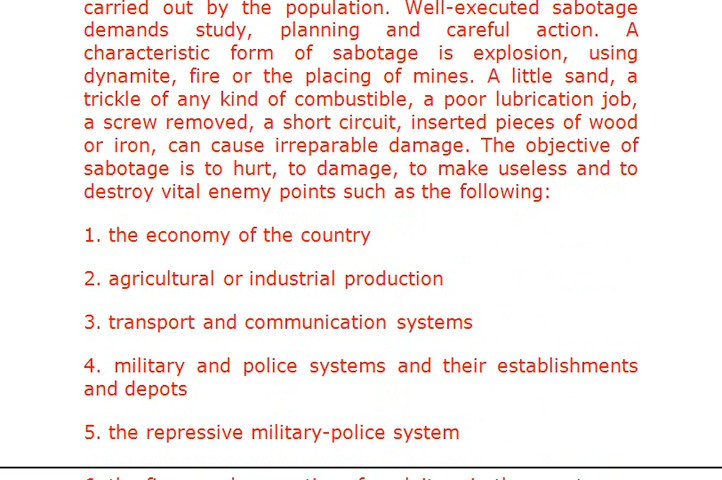 carried out by the population. Well-executed sabotage
demands study, planning and careful action. A
characteristic form of sabotage is explosion, using
dynamite, fire or the placing of mines. A little sand, a
trickle of any kind of combustible, a poor lubrication job,
a screw removed, a short circuit, inserted pieces of wood
or iron, can cause irreparable damage. The objective of
sabotage is to hurt, to damage, to make useless and to
destroy vital enemy points such as the following:
1. the economy of the country
2. agricultural or industrial production
3. transport and communication systems
4. military and police systems and their establishments
and depots
5. the repressive military-police system